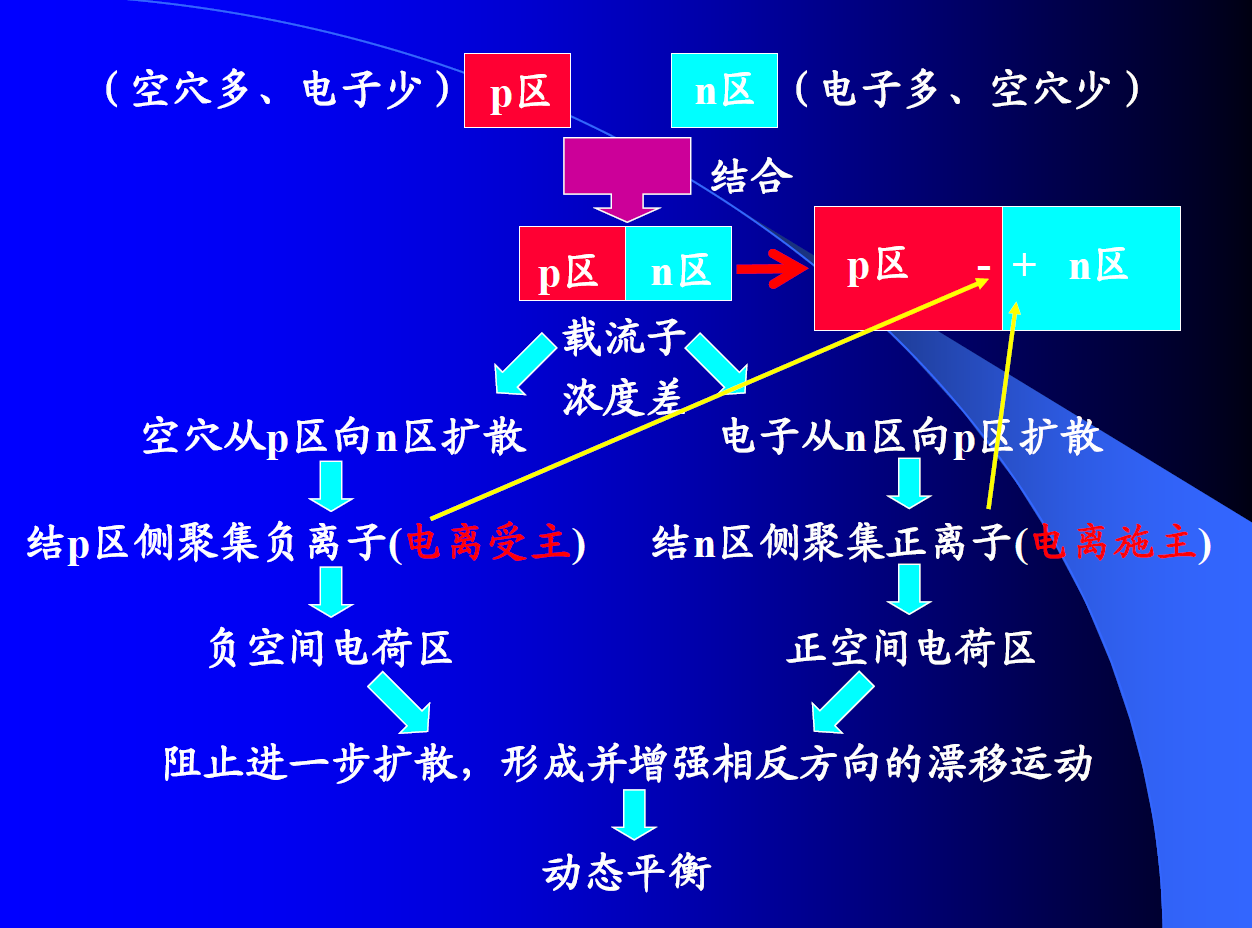 （空穴多、电子少）
p区
n区
（电子多、空穴少）
结合
p区
n区
p区
-
+
n区
载流子
浓度差
空穴从p区向n区扩散
电子从n区向p区扩散
结p区侧聚集负离子(电离受主)
结n区侧聚集正离子(电离施主)
负空间电荷区
正空间电荷区
阻止进一步扩散，形成并增强相反方向的漂移运动
动态平衡